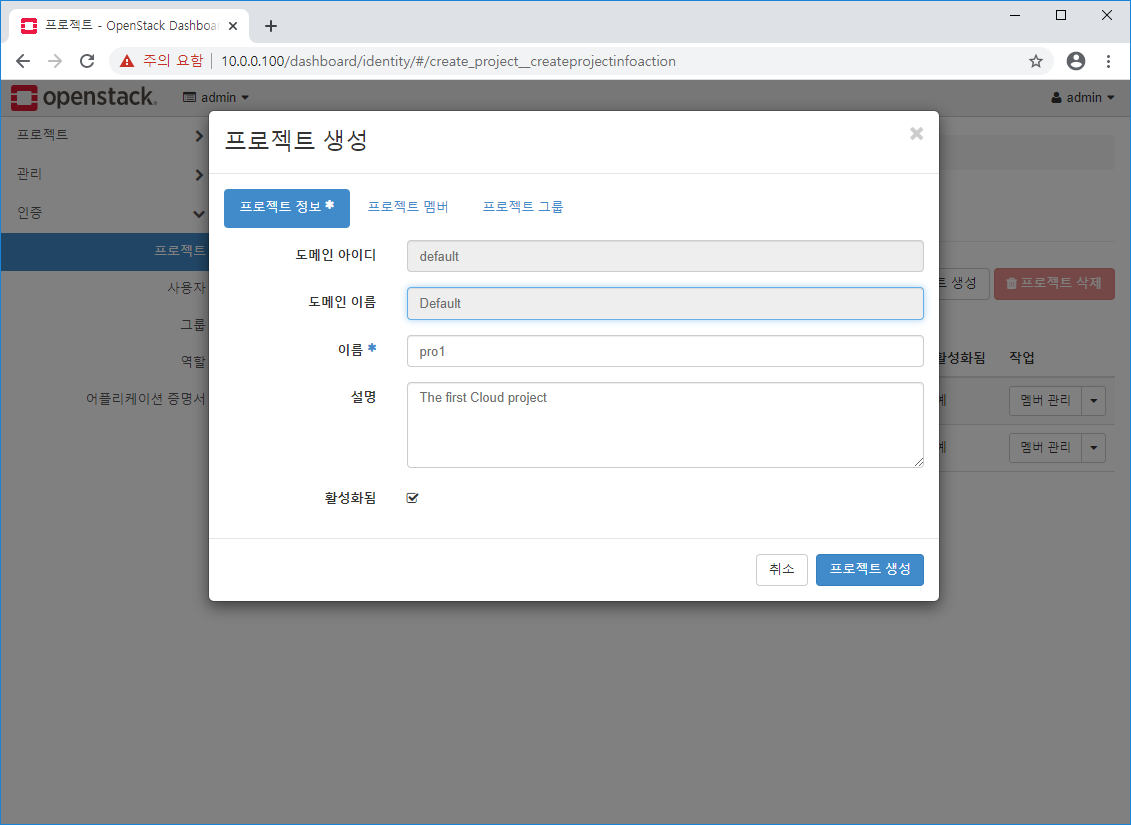 프로젝트 - OpenStack Dashboar
주의 요함 10.0.0.100/dashboard/identity/#/create_project__createprojectinfoaction
openstack. admin admin
프로젝트
관리
인증
프로젝트
사용자
그룹
역할
어플리케이션 증명서
프로젝트 생성
프로젝트 정보 * 프로젝트 멤버 프로젝트 그룹
도메인 아이디 default
도메인 이름 Default
이름 * pro1
설명 The first Cloud project
활성화됨
취소 프로젝트 생성
트 생성 프로젝트 삭제
활성화됨 작업
예 멤버 관리
예 멤버 관리